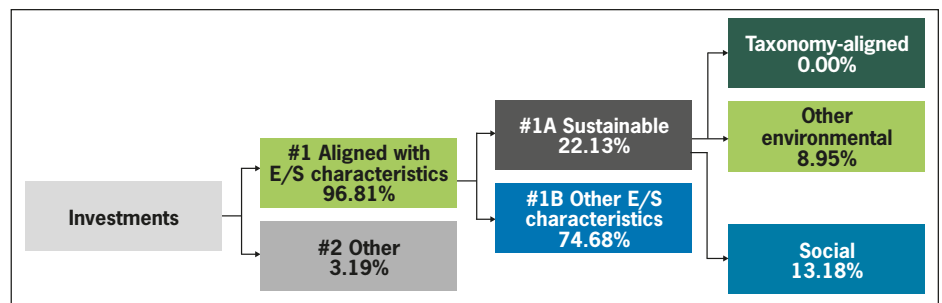 Investments
#1 Aligned with
E/S characteristics
96.81%
#2 Other
3.19%
#1A Sustainable
22.13%
#1B Other E/S
characteristics
74.68%
Taxonomy-aligned
0.00%
Other
environmental
8.95%
Social
13.18%